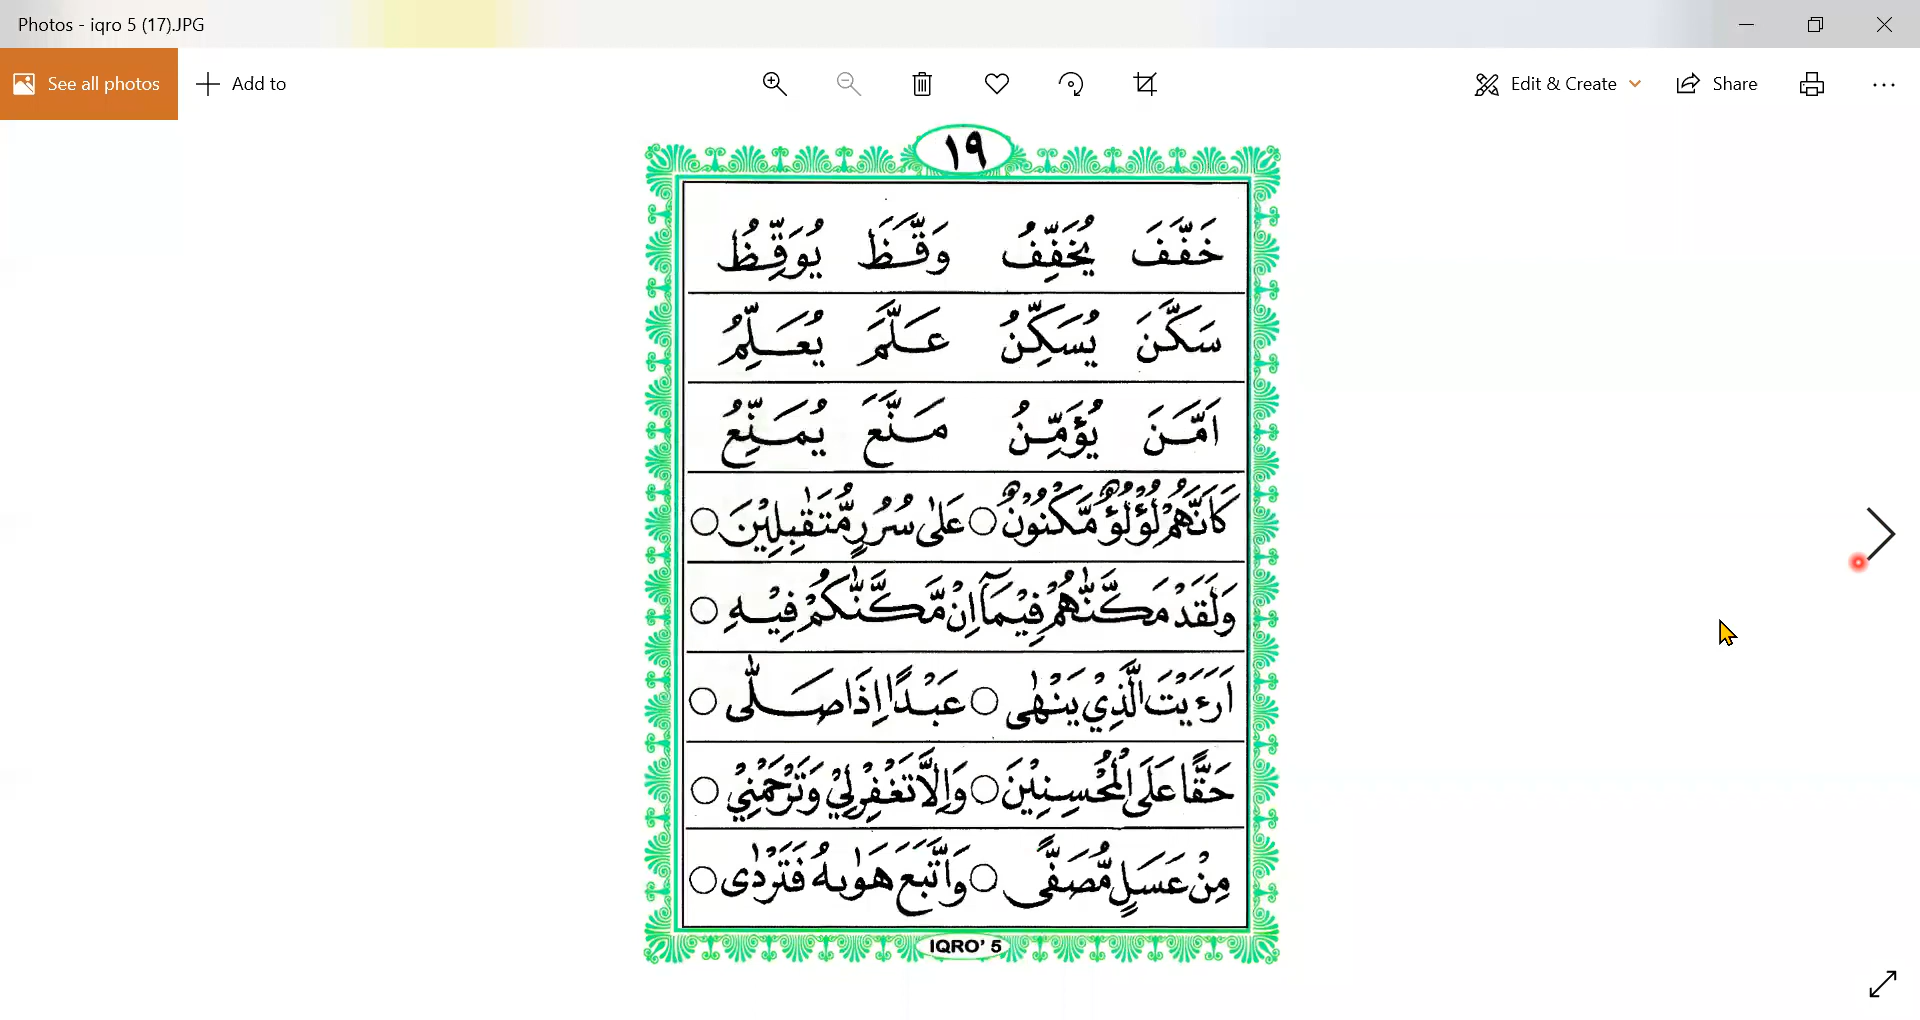 Photos - iqro 5 (17).JPG
See all photos
Add to
Edit & Create
Share
١٩
خَفَّفَ يُخَفِّفُ وَقَّظَ يُوَقِّظُ
سَكَّنَ يُسَكِّنُ عَلَّمَ يُعَلِّمُ
اَمَّنَ يُؤَمِّنُ مَنَّعَ يُمَنِّعُ
كَاَنَّهُمْ لُؤْلُؤٌ مَّكْنُوْنٌ ○ عَلٰى سُرُرٍ مُّتَقٰبِلِيْنَ ○
وَلَقَدْ مَكَّنّٰهُمْ فِيْمَآ اِنْ مَّكَّنّٰكُمْ فِيْهِ ○
اَرَءَيْتَ الَّذِيْ يَنْهٰى ○ عَبْدًا اِذَا صَلّٰى ○
حَقًّا عَلَى الْمُحْسِنِيْنَ ○ وَاِلَّا تَغْفِرْلِيْ وَتَرْحَمْنِيْ ○
مِنْ عَسَلٍ مُّصَفًّى ○ وَاتَّبَعَ هَوٰىهُ فَتَرْدٰى ○
IQRO' 5